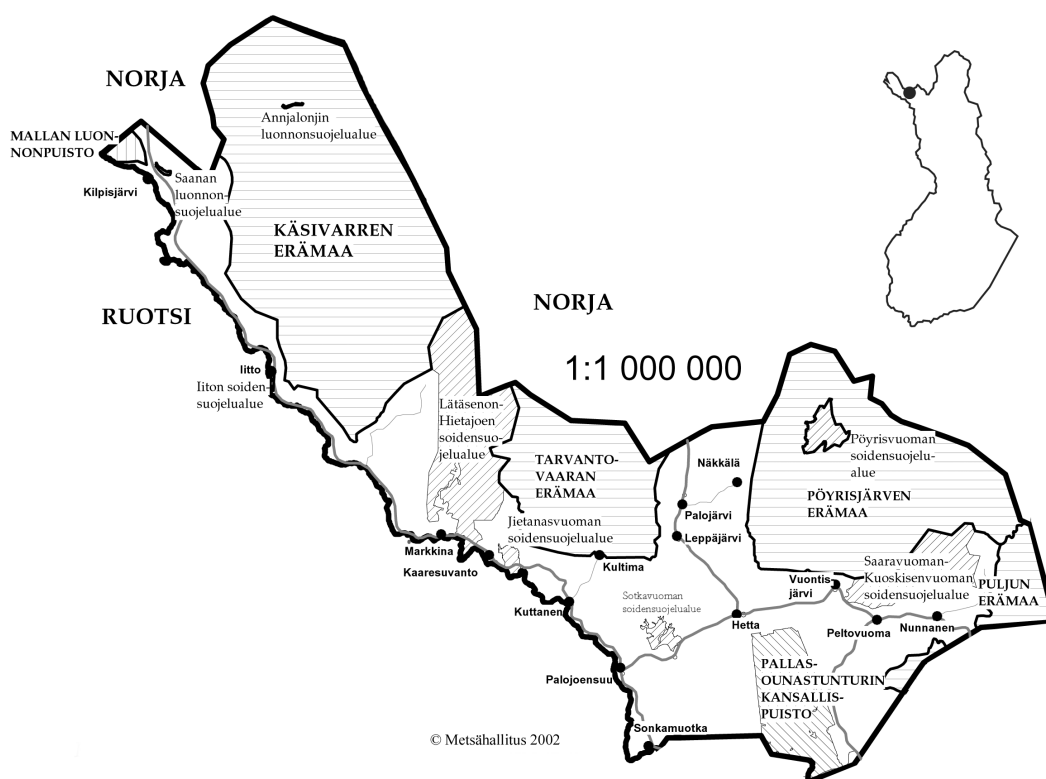 NORJA
Annjalonjin
luonnonsuojelualue
MALLAN LUON-
NONPUISTO
Saanan
luonnon-
suojelualue
Kilpisjärvi
KÄSIVARREN
ERÄMAA
RUOTSI
NORJA
1:1 000 000
Iitto
Iiton soiden-
suojelualue
Lätäsenon-
Hietajoen
soidensuo-
jelualue
TARVANTO-
VAARAN
ERÄMAA
Näkkälä
Pöyrisvuoman
soidensuojelu-
alue
PÖYRISJÄRVEN
ERÄMAA
Palojärvi
Leppäjärvi
Jietanasvuoman
soidensuojelualue
Markkina
Kaaresuvanto
Kultima
Vuontis-
järvi
Saaravuoman-
Kuoskisenvuoman
soidensuojelualue
PULJUN
ERÄMAA
Kuttanen
Sotkavuoman
soidensuojelualue
Hetta
Peltovuoma
Nunnanen
Palojoensuu
PALLAS-
OUNASTUNTURIN
KANSALLIS-
PUISTO
Sonkamuotka
© Metsähallitus 2002